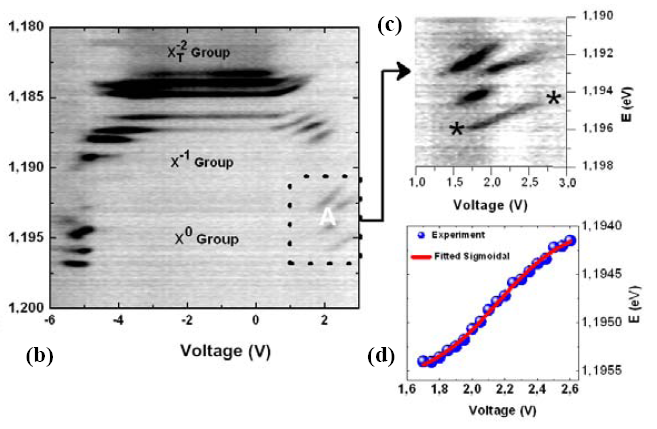 (b)
1,180
1,185
1,190
1,195
1,200
X_T^-2 Group
X^-1 Group
X^0 Group
A
-6 -4 -2 0 2
Voltage (V)
(c)
1,190
1,192
1,194
1,196
1,198
E (eV)
*
*
1.0 1.5 2.0 2.5 3.0
Voltage (V)
(d)
Experiment
Fitted Sigmoidal
1,1940
1,1945
1,1950
1,1955
E (eV)
1,6 1,8 2,0 2,2 2,4 2,6
Voltage (V)